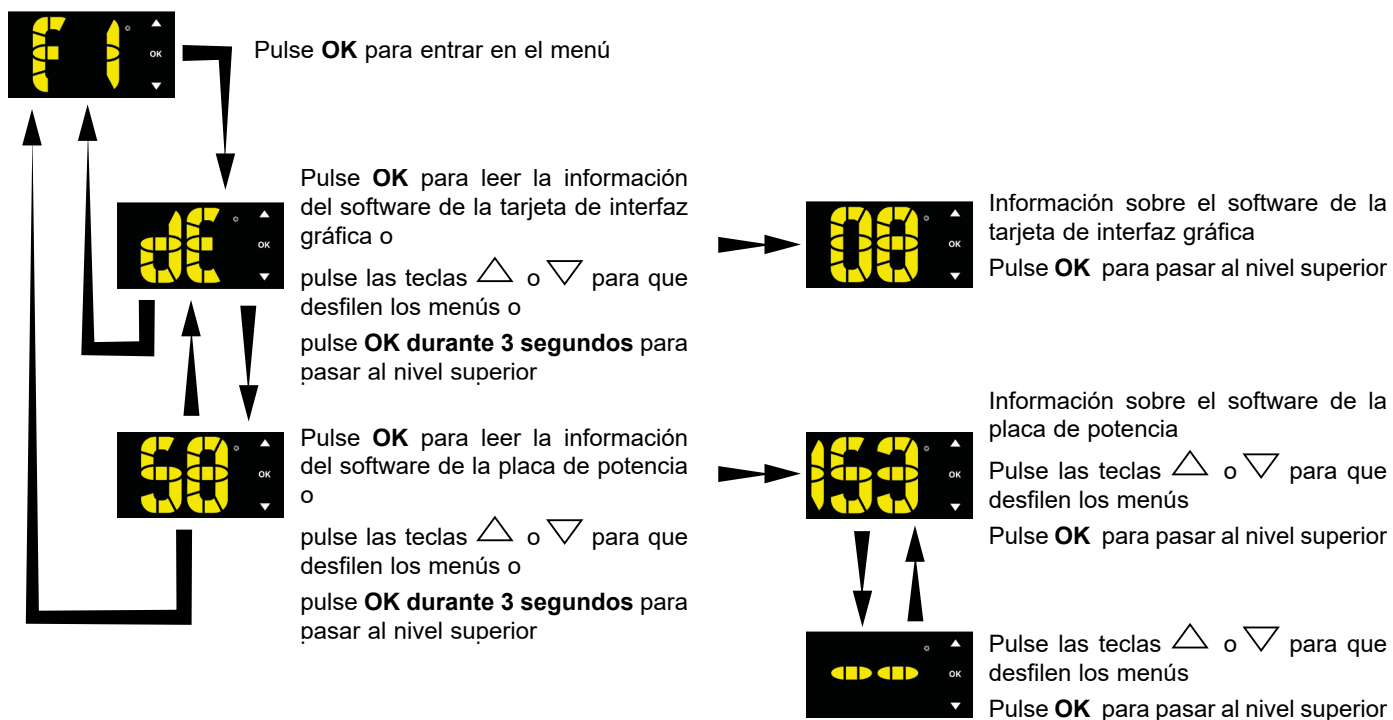 F1
OK
Pulse OK para entrar en el menú
dE
OK
Pulse OK para leer la información
del software de la tarjeta de interfaz
gráfica o
pulse las teclas △ o ▽ para que
desfilen los menús o
pulse OK durante 3 segundos para
pasar al nivel superior
08
OK
Información sobre el software de la
tarjeta de interfaz gráfica
Pulse OK para pasar al nivel superior
58
OK
Pulse OK para leer la información
del software de la placa de potencia
o
pulse las teclas △ o ▽ para que
desfilen los menús o
pulse OK durante 3 segundos para
pasar al nivel superior
153
OK
Información sobre el software de la
placa de potencia
Pulse las teclas △ o ▽ para que
desfilen los menús
Pulse OK para pasar al nivel superior
--
OK
Pulse las teclas △ o ▽ para que
desfilen los menús
Pulse OK para pasar al nivel superior